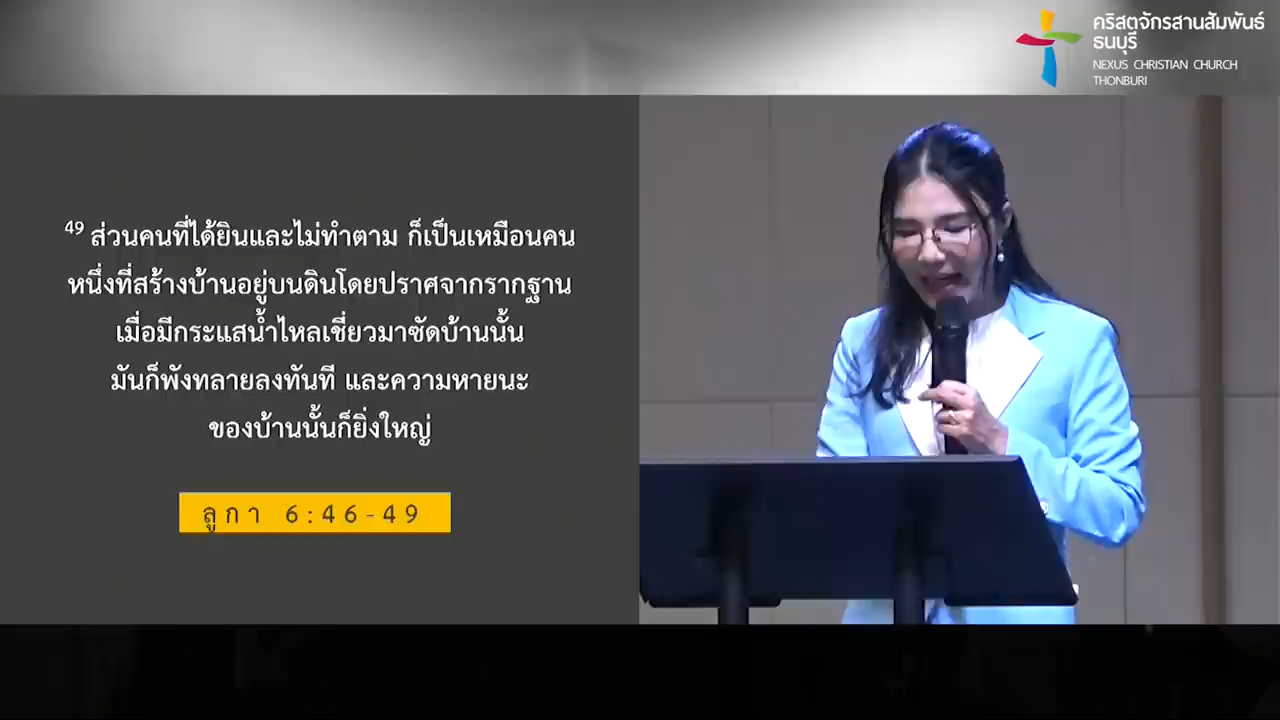 คริสตจักรสานสัมพันธ์
ธนบุรี
NEXUS CHRISTIAN CHURCH
THONBURI
49 ส่วนคนที่ได้ยินและไม่ทำตาม ก็เป็นเหมือนคน
หนึ่งที่สร้างบ้านอยู่บนดินโดยปราศจากรากฐาน
เมื่อมีกระแสน้ำไหลเชี่ยวมาซัดบ้านนั้น
มันก็พังทลายลงทันที และความหายนะ
ของบ้านนั้นก็ยิ่งใหญ่
ลูกา 6:46-49